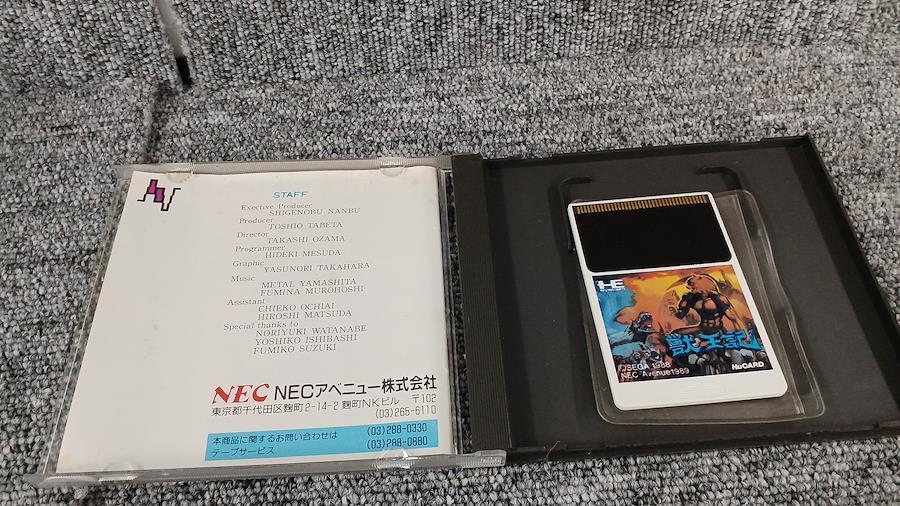 STAFF
Exective Producer
SHIGENOBU NANBU
Producer
TOSHIO TABETA
Director
TAKASHI OZAMA
Programmer
HIDEKI MESUDA
Graphic
YASUNORI TAKAHARA
Music
METAL YAMASHITA
FUMINA MUROHOSHI
Assistant
CHIEKO OCHIAI
HIROSHI MATSUDA
Special thanks to
NORIYUKI WATANABE
YOSHIKO ISHIBASHI
FUMIKO SUZUKI
NEC NECアベニュー株式会社
東京都千代田区麹町2-14-2 麹町NKビル 〒102
(03)265-6110
本商品に関するお問い合わせは
テープサービス
(03)288-0330
(03)288-0880
獣王記
©SEGA 1988
NEC Avenue1989
HuCARD